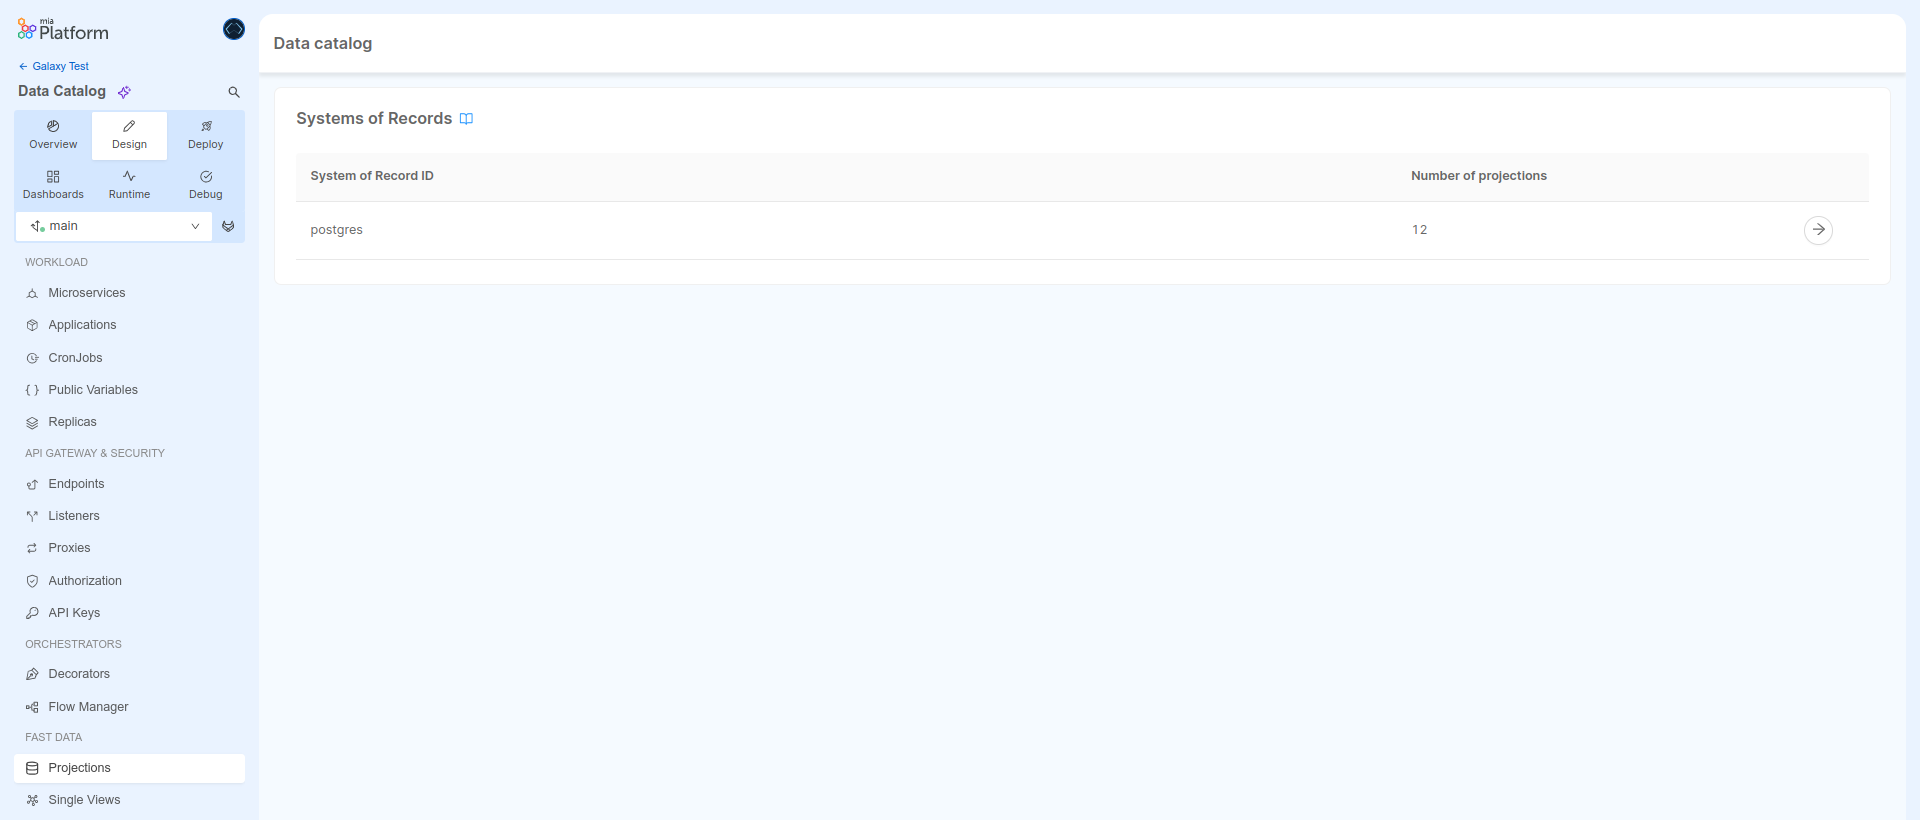 mia
Platform
Galaxy Test
Data Catalog
Overview
Design
Deploy
Dashboards
Runtime
Debug
main
WORKLOAD
Microservices
Applications
CronJobs
Public Variables
Replicas
API GATEWAY & SECURITY
Endpoints
Listeners
Proxies
Authorization
API Keys
ORCHESTRATORS
Decorators
Flow Manager
FAST DATA
Projections
Single Views
Data catalog
Systems of Records
System of Record ID
Number of projections
postgres
12